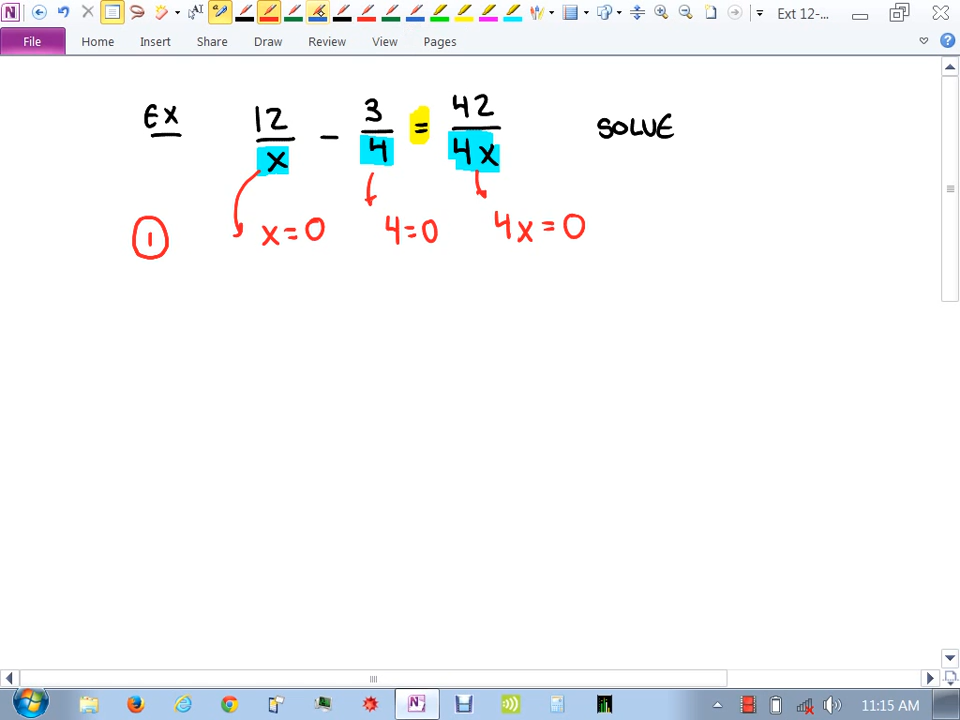 Ext 12-...
File Home Insert Share Draw Review View Pages
EX 12/x - 3/4 = 42/4x SOLVE
① x=0 4=0 4x=0
11:15 AM